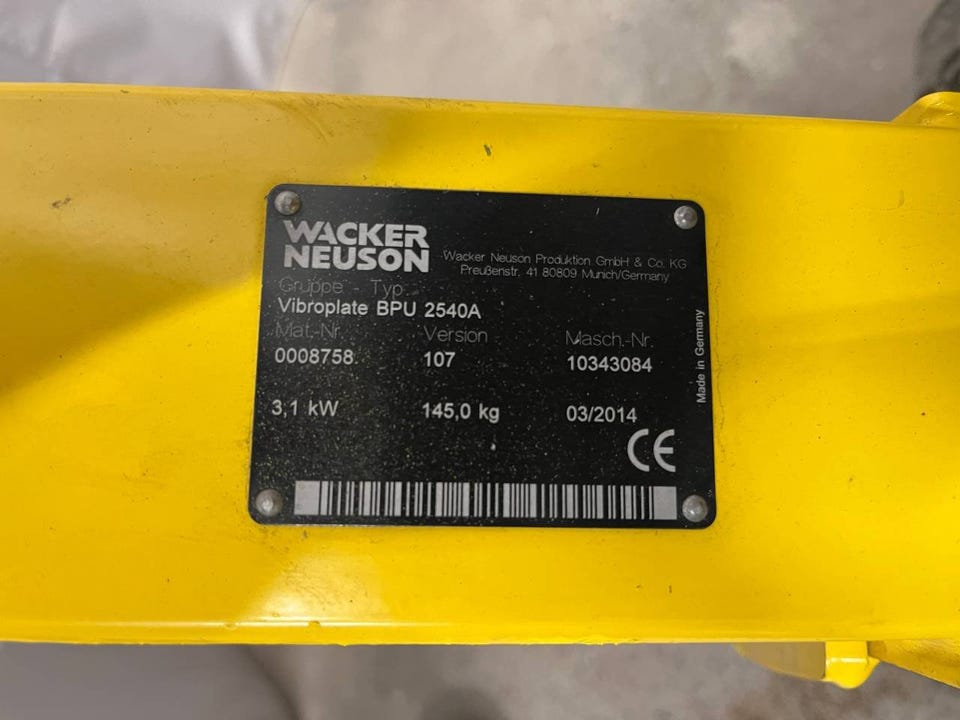 WACKER
NEUSON
Wacker Neuson Produktion GmbH & Co. KG
Preußenstr. 41 80809 Munich/Germany
Gruppe - Typ
Vibroplate BPU 2540A
Mat.-Nr. Version Masch.-Nr.
0008758 107 10343084
3,1 kW 145,0 kg 03/2014
CE
Made in Germany